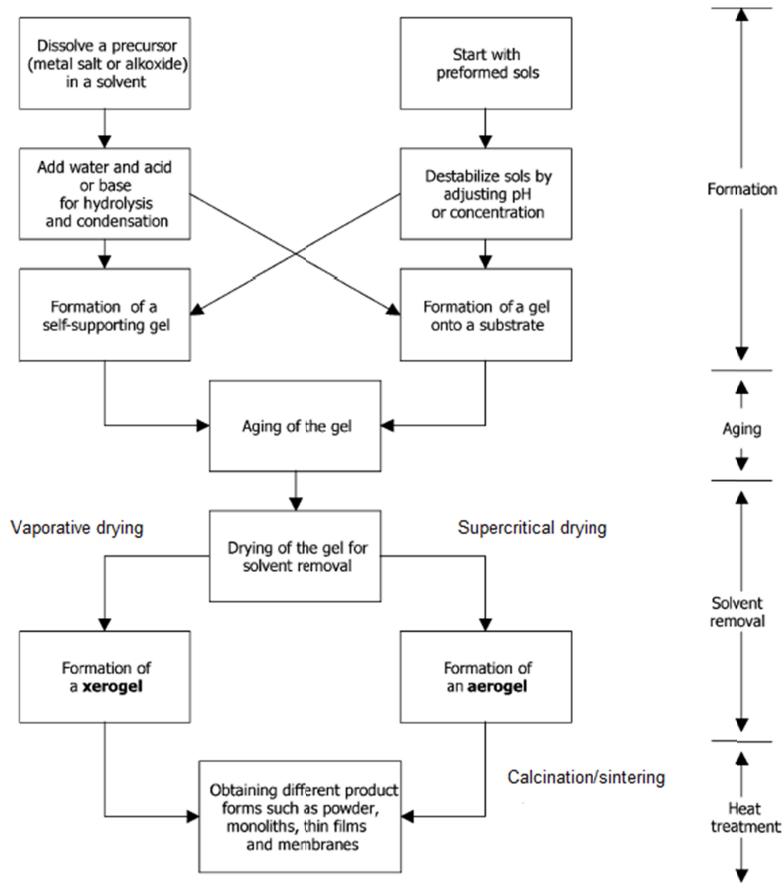 Dissolve a precursor
(metal salt or alkoxide)
in a solvent
Start with
preformed sols
Add water and acid
or base
for hydrolysis
and condensation
Destabilize sols by
adjusting pH
or concentration
Formation
Formation of a
self-supporting gel
Formation of a gel
onto a substrate
Aging of the gel
Aging
Vaporative drying
Supercritical drying
Drying of the gel for
solvent removal
Solvent
removal
Formation of
a xerogel
Formation of
an aerogel
Calcination/sintering
Obtaining different product
forms such as powder,
monoliths, thin films
and membranes
Heat
treatment